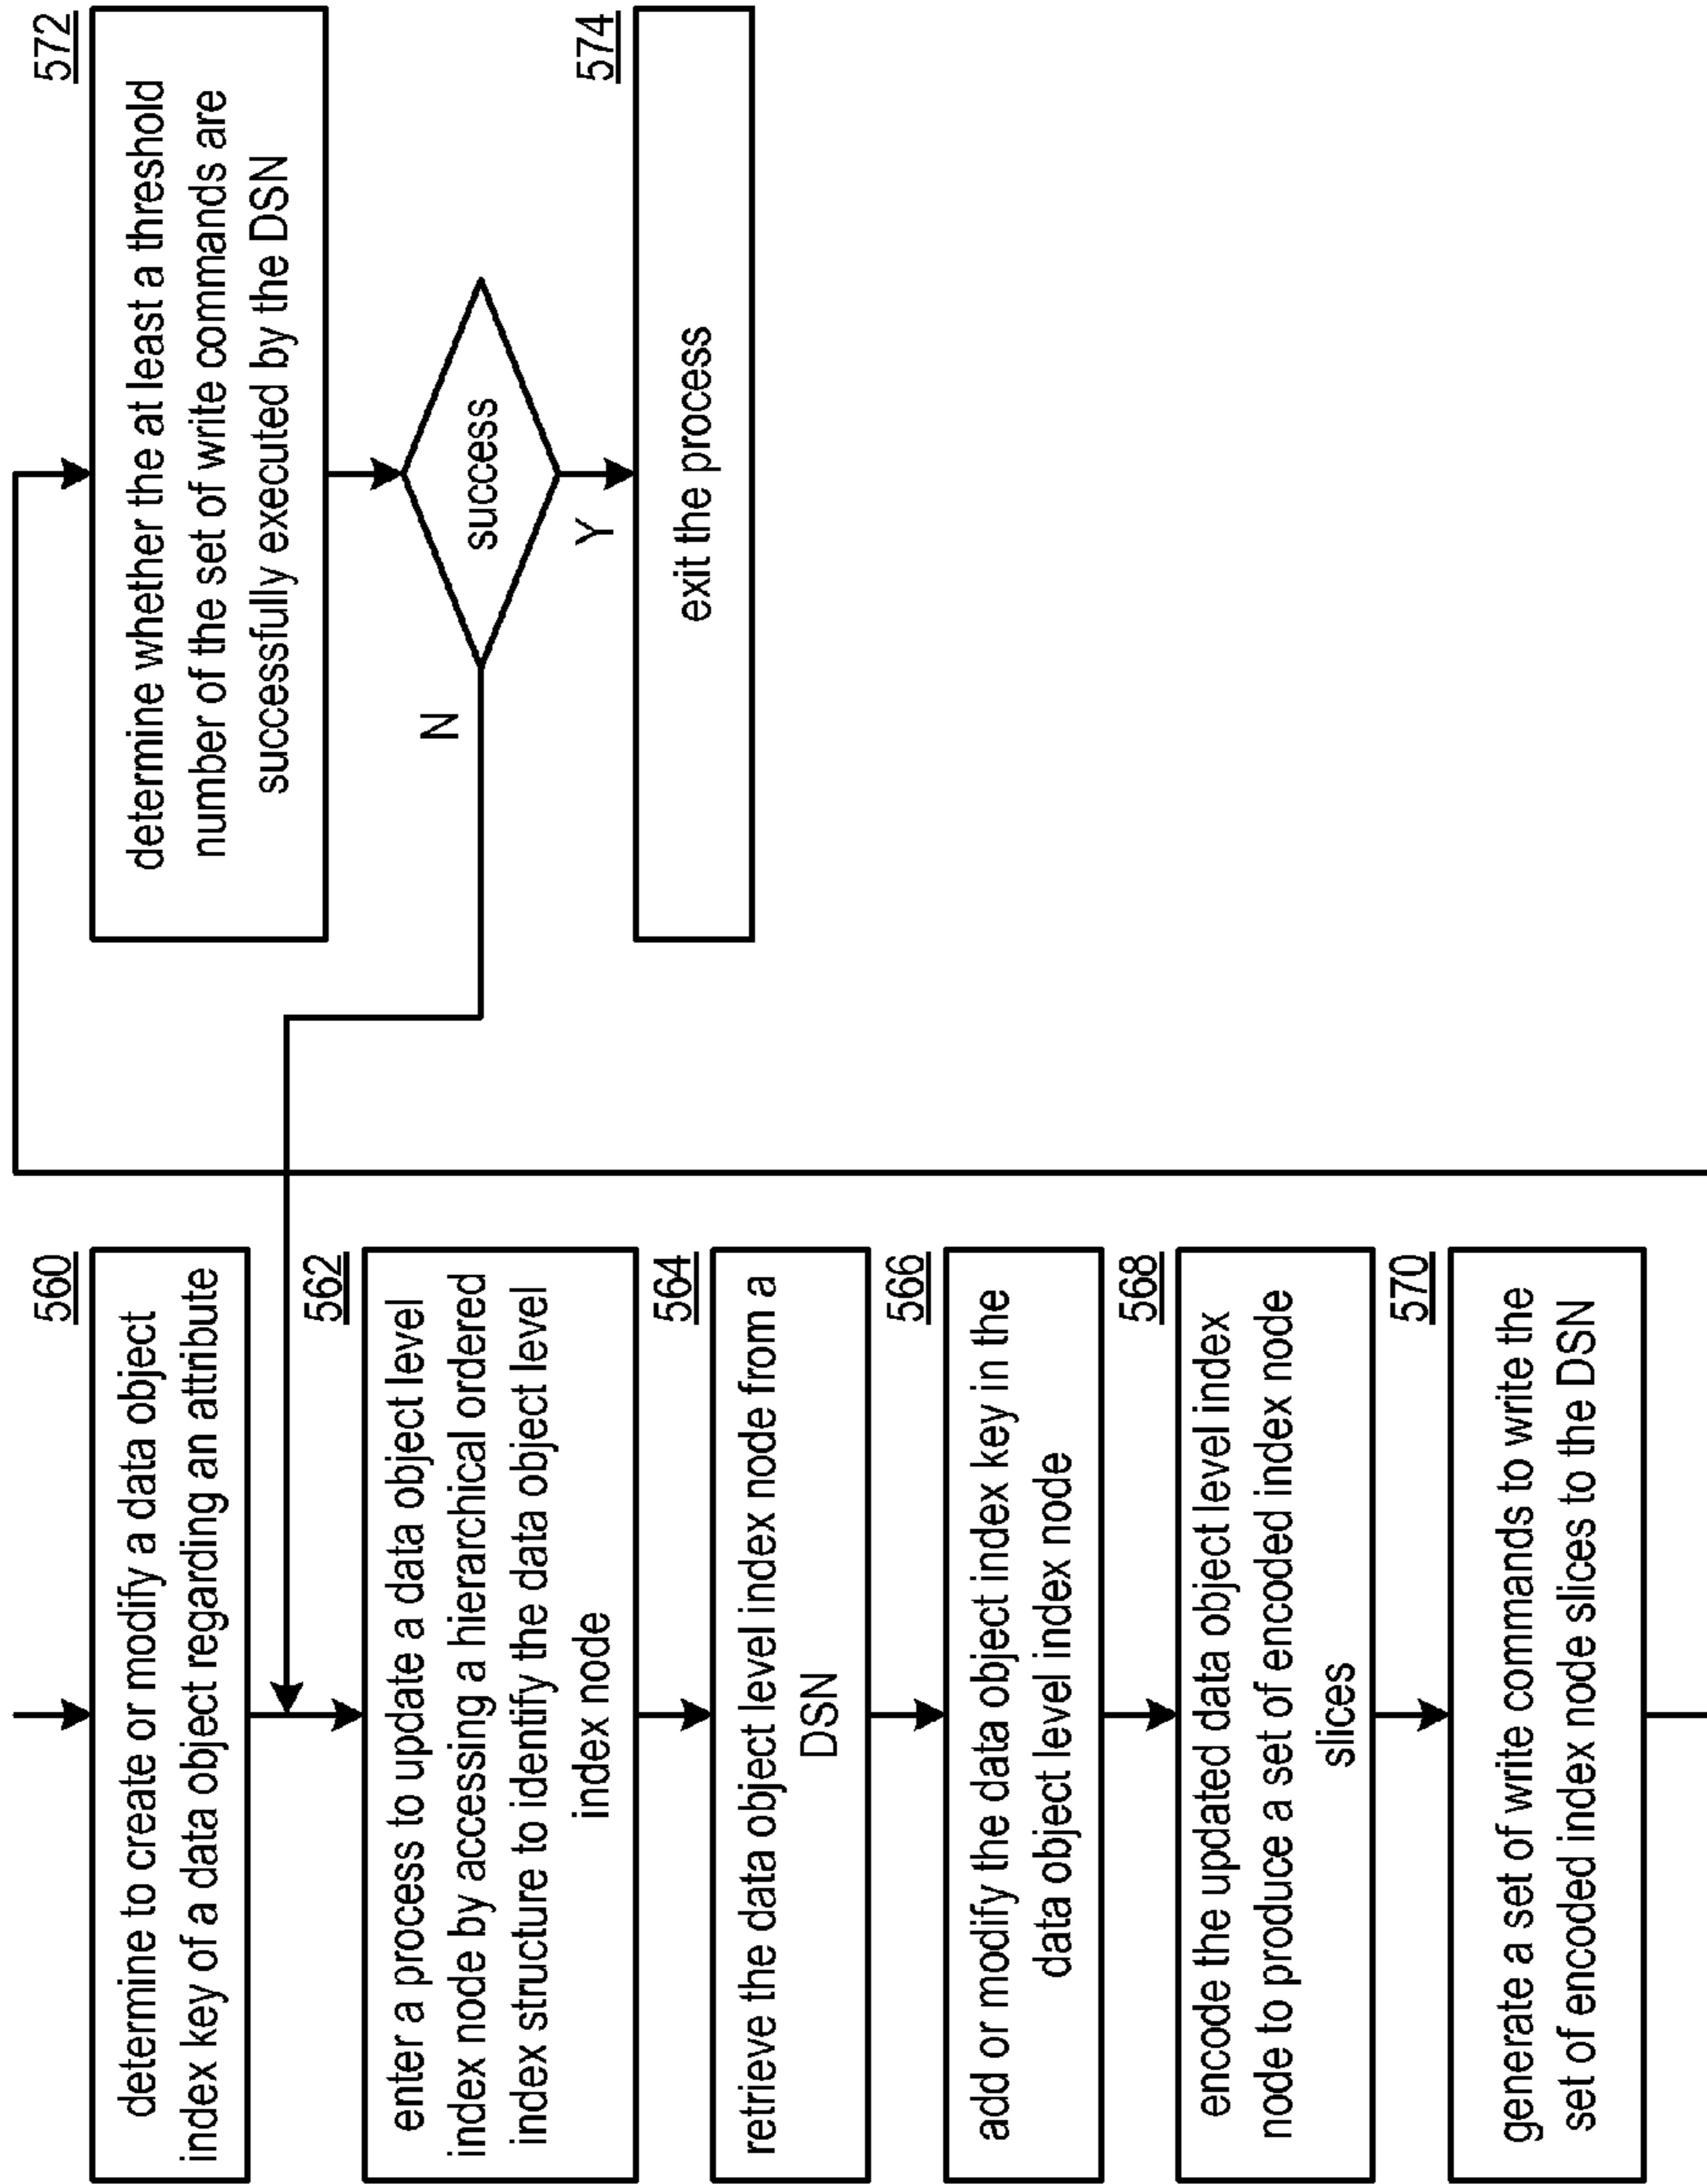 560
determine to create or modify a data object
index key of a data object regarding an attribute
562
enter a process to update a data object level
index node by accessing a hierarchical ordered
index structure to identify the data object level
index node
564
retrieve the data object level index node from a
DSN
566
add or modify the data object index key in the
data object level index node
568
encode the updated data object level index
node to produce a set of encoded index node
slices
570
generate a set of write commands to write the
set of encoded index node slices to the DSN
572
determine whether the at least a threshold
number of the set of write commands are
successfully executed by the DSN
success
N
Y
574
exit the process